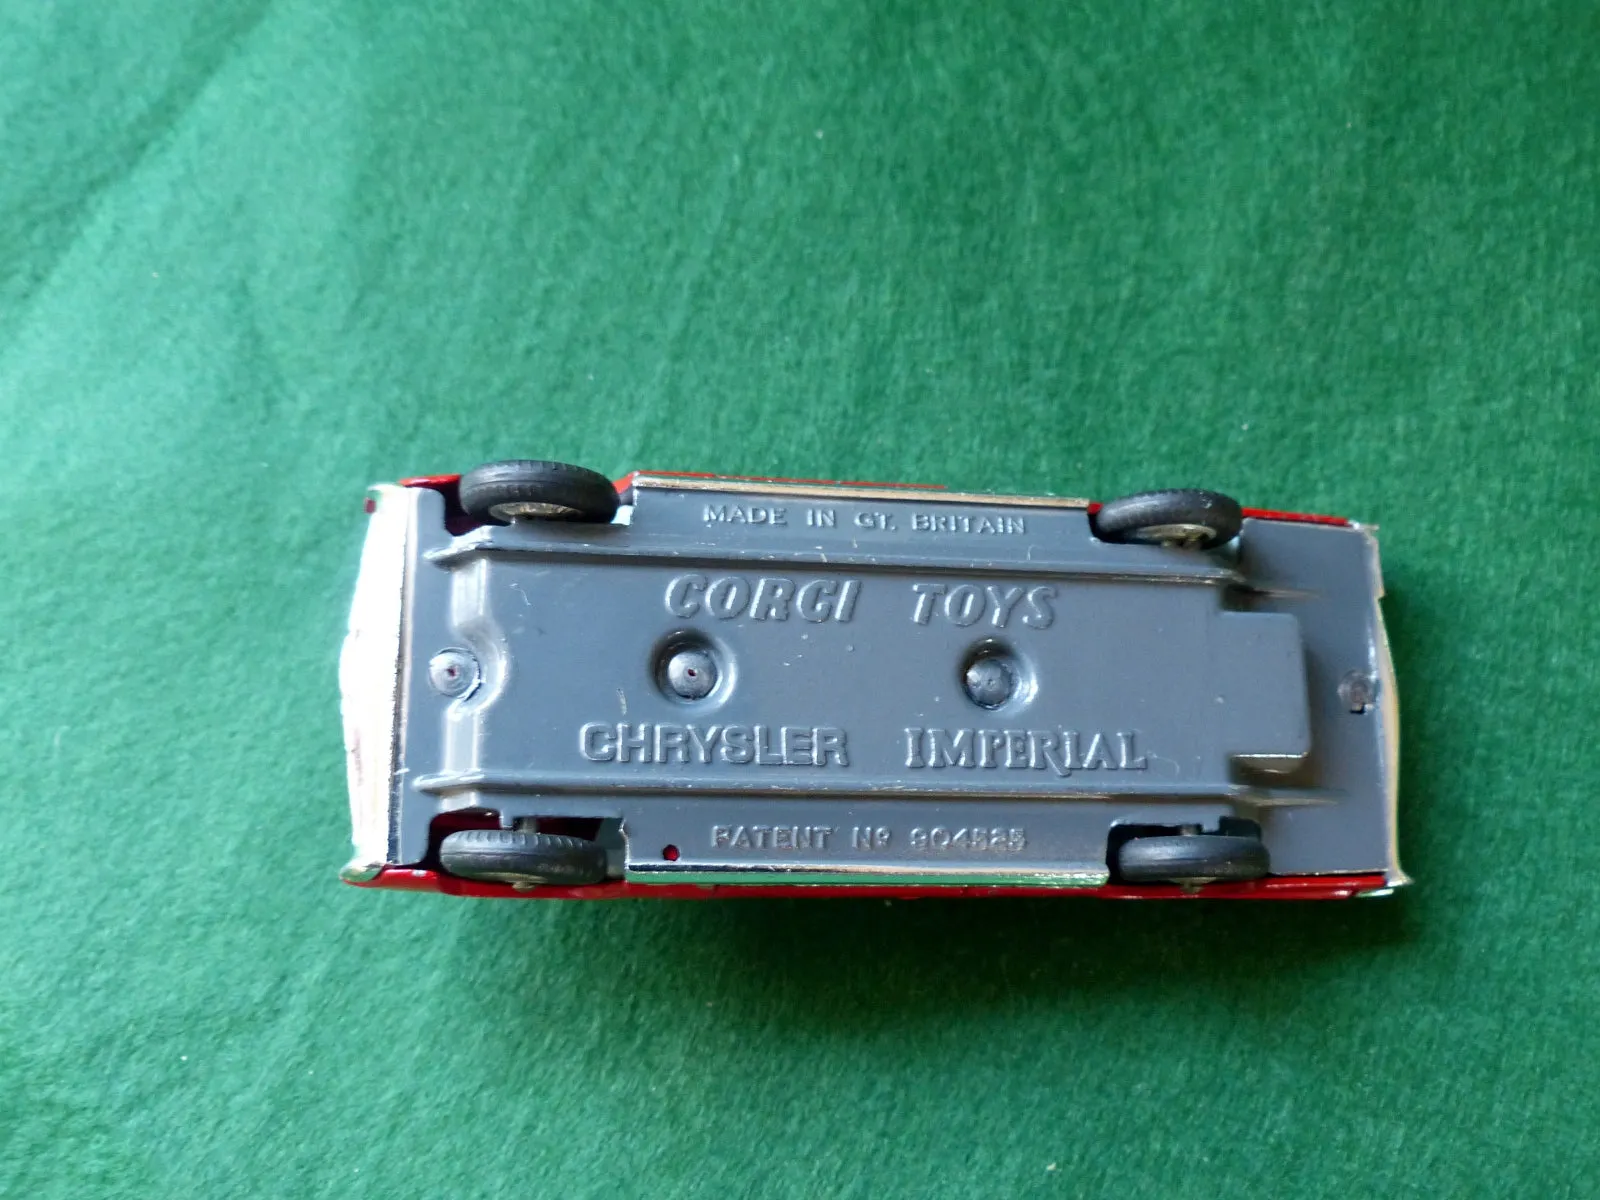 MADE IN GT. BRITAIN
CORGI TOYS
CHRYSLER IMPERIAL
PATENT Nº 904525